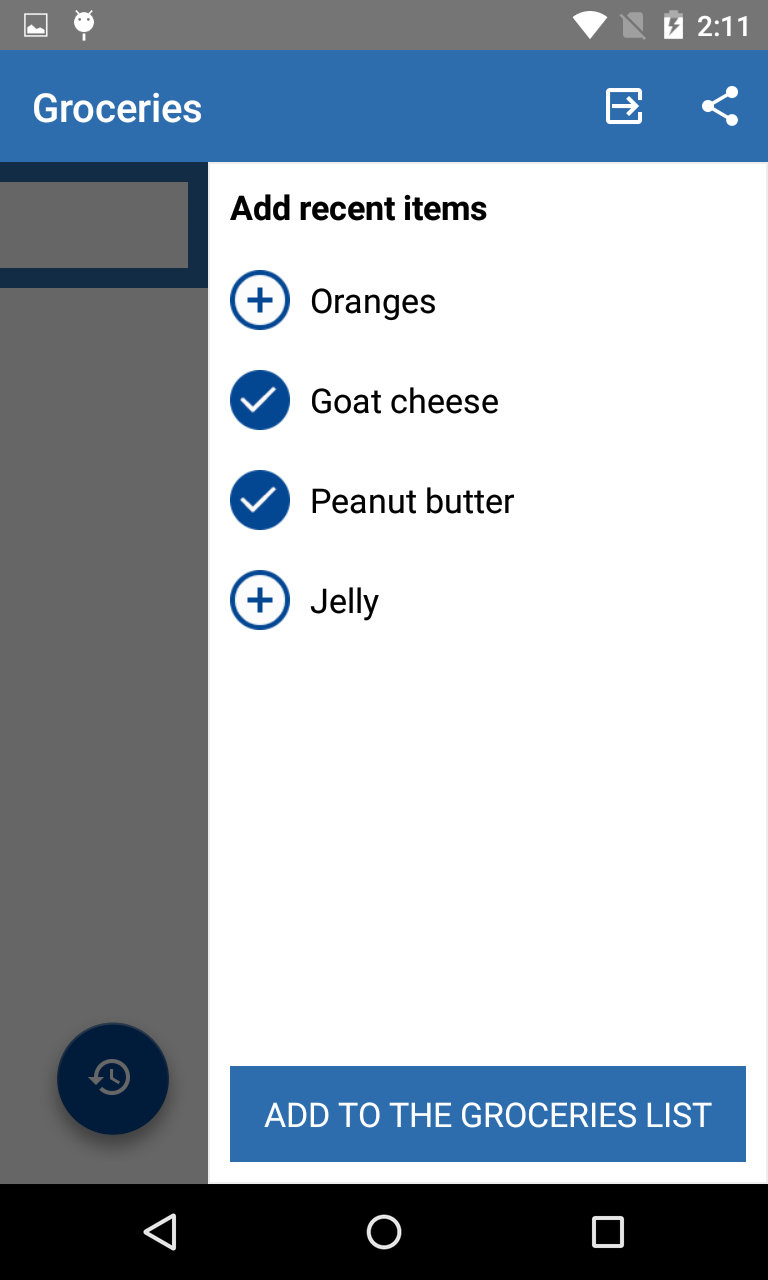 2:11
Groceries
Add recent items
Oranges
Goat cheese
Peanut butter
Jelly
ADD TO THE GROCERIES LIST